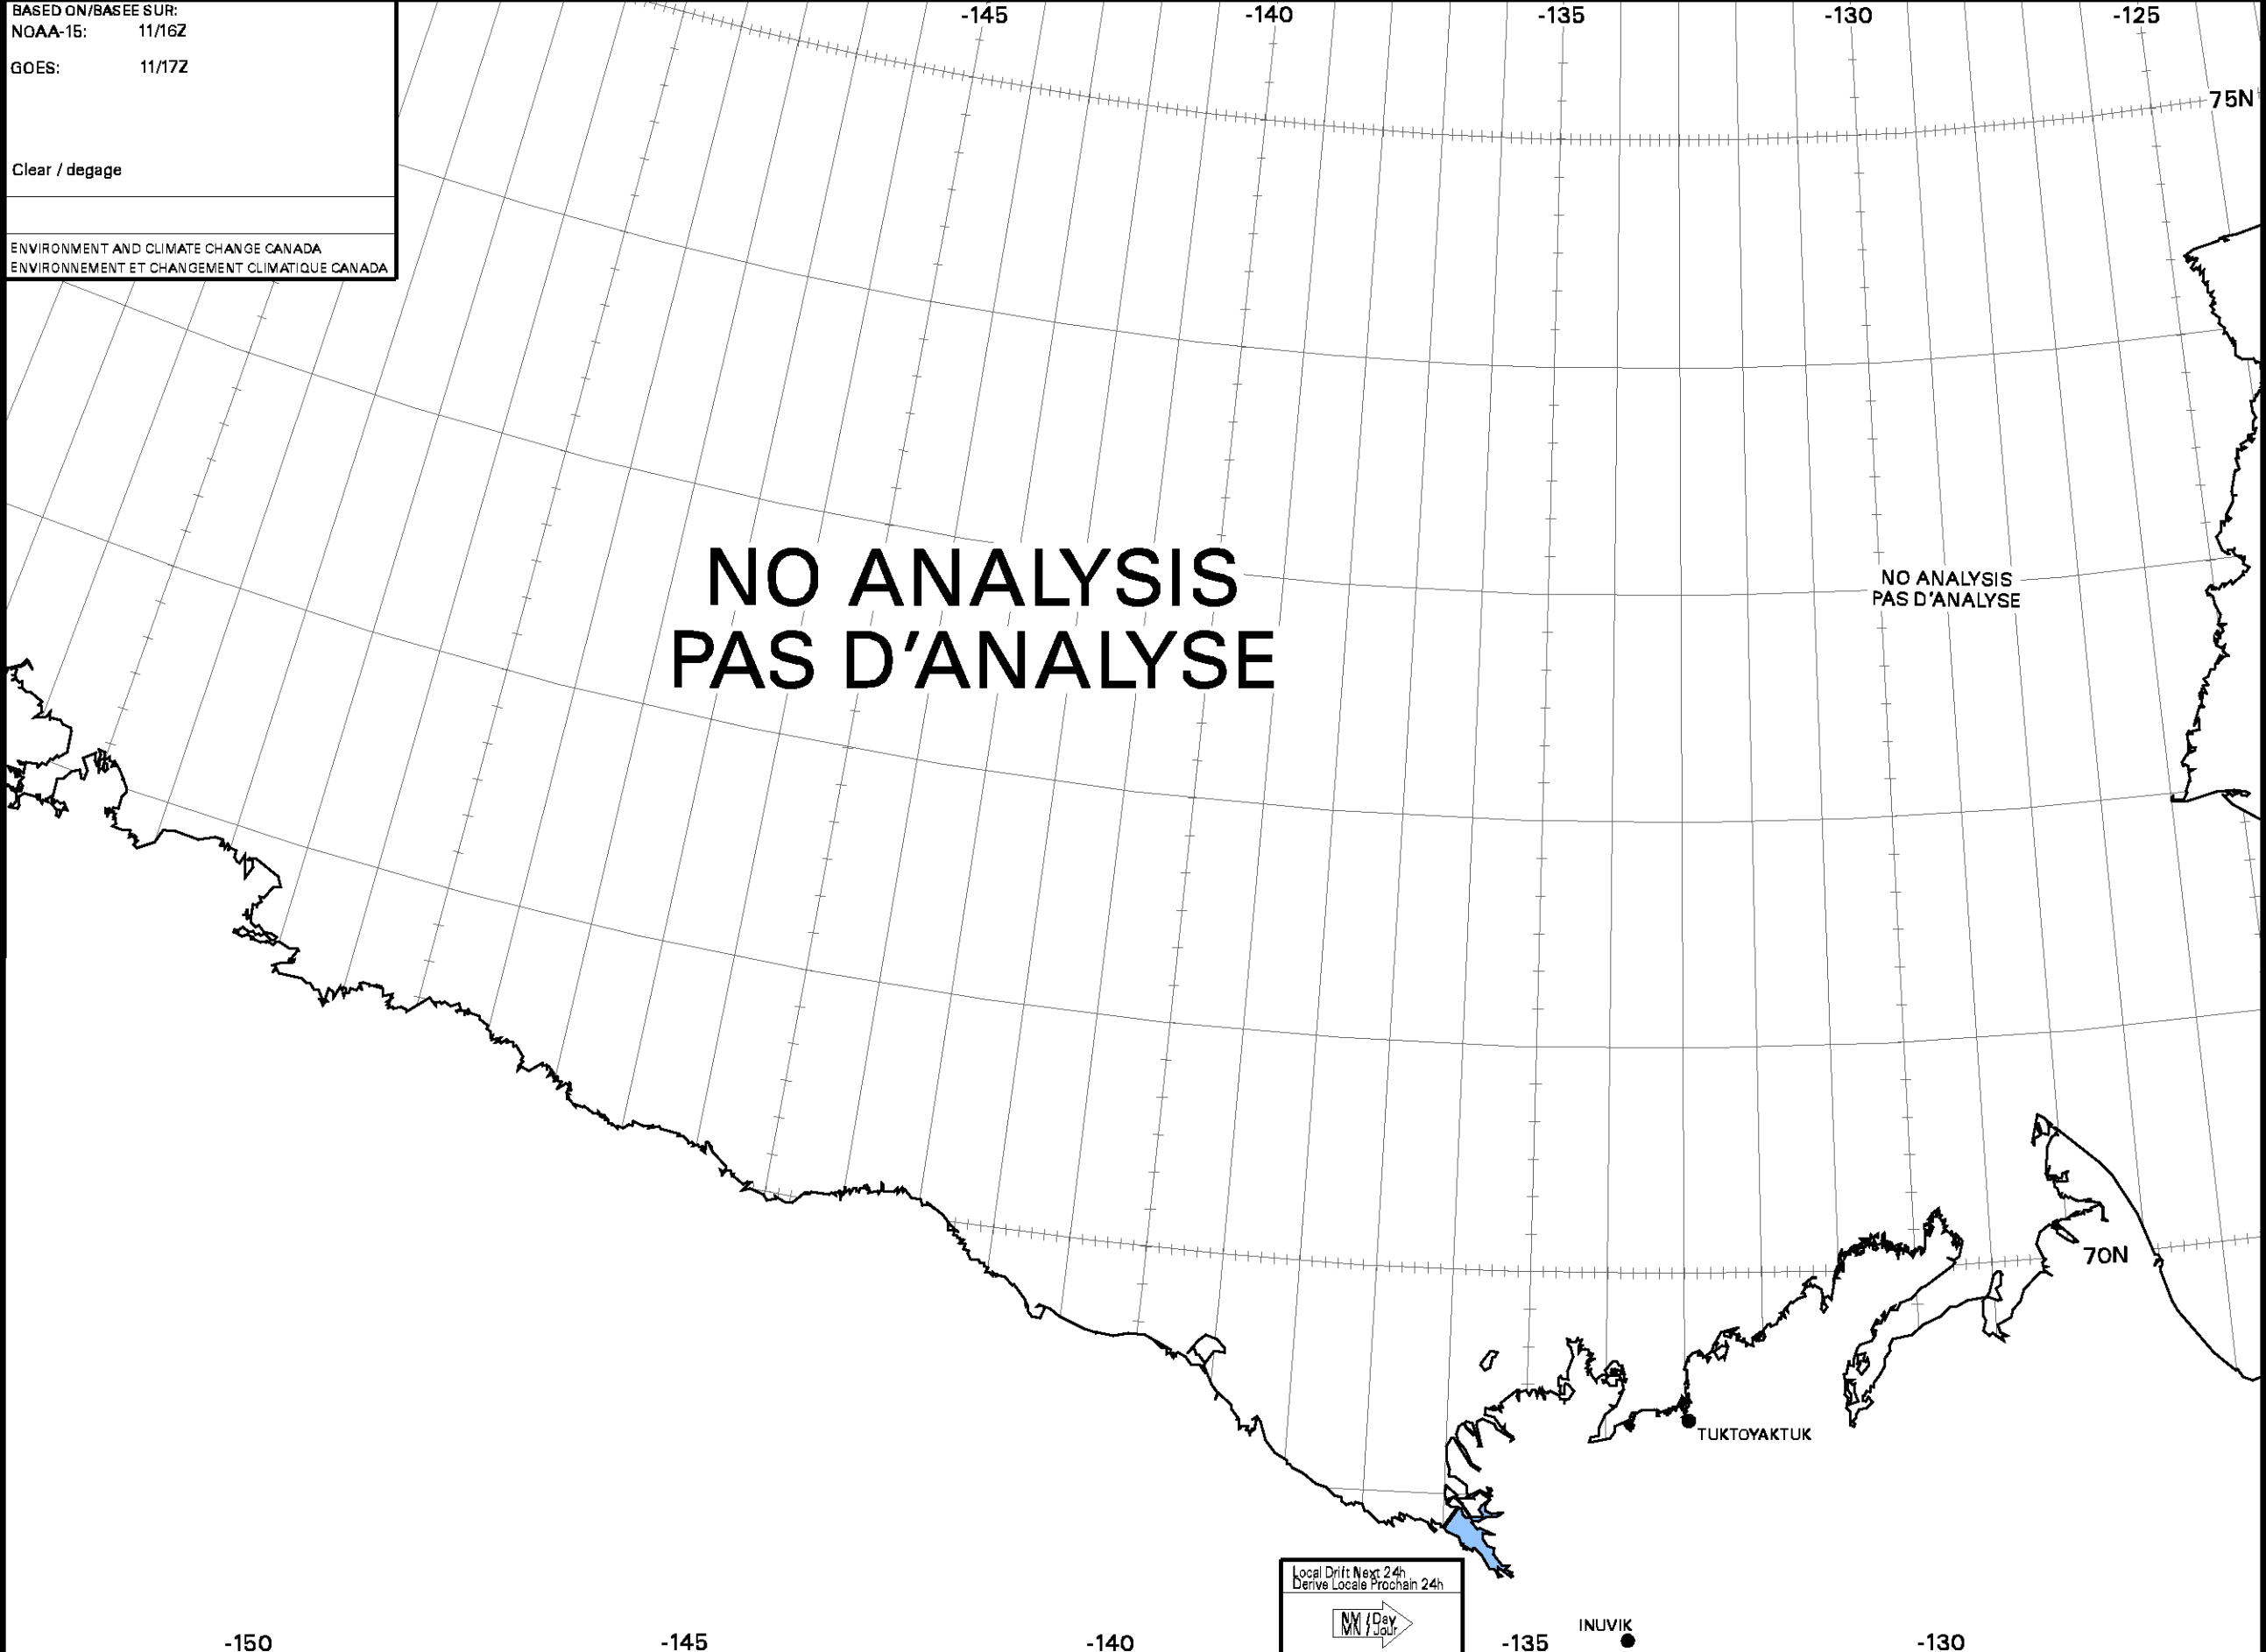 BASED ON/BASEE SUR:
NOAA-15: 11/16Z
GOES: 11/17Z
Clear / degage
ENVIRONMENT AND CLIMATE CHANGE CANADA
ENVIRONNEMENT ET CHANGEMENT CLIMATIQUE CANADA
-145 -140 -135 -130 -125
75N
NO ANALYSIS
PAS D'ANALYSE
NO ANALYSIS
PAS D'ANALYSE
70N
TUKTOYAKTUK
Local Drift Next 24h
Derive Locale Prochain 24h
NM / Day
MN / Jour
INUVIK
-150 -145 -140 -135 -130